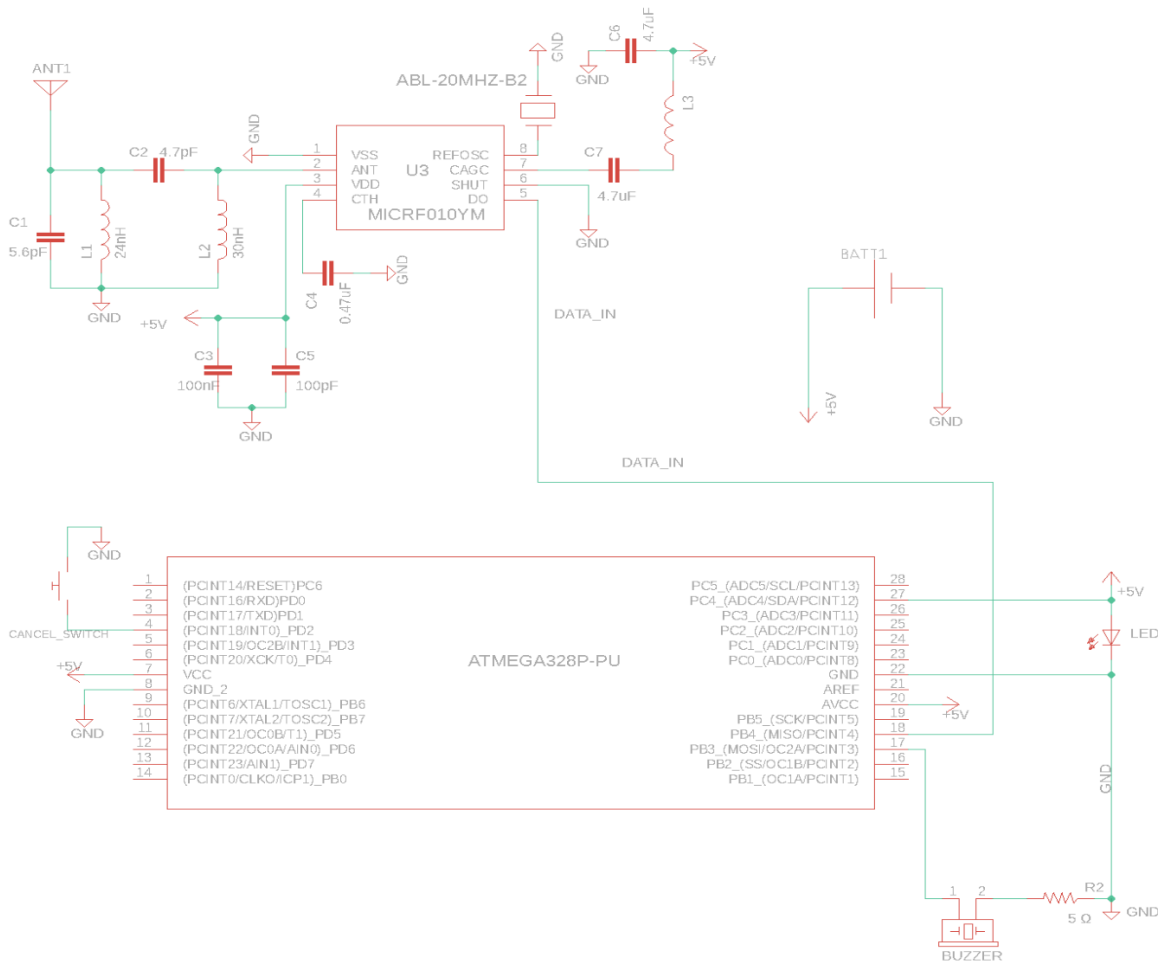 ANT1
C1
5.6pF
L1
24nH
C2 4.7pF
L2
30nH
GND
GND
1
2
3
4
VSS
ANT
VDD
CTH
U3
MICRF010YM
REFOSC
CAGC
SHUT
DO
8
7
6
5
ABL-20MHZ-B2
GND
C6
4.7uF
GND
+5V
L3
C7
4.7uF
GND
C4
0.47uF
GND
+5V
C3
100nF
C5
100pF
GND
DATA_IN
BATT1
+5V
GND
DATA_IN
GND
CANCEL_SWITCH
+5V
GND
1 (PCINT14/RESET)PC6
2 (PCINT16/RXD)PD0
3 (PCINT17/TXD)PD1
4 (PCINT18/INT0)_PD2
5 (PCINT19/OC2B/INT1)_PD3
6 (PCINT20/XCK/T0)_PD4
7 VCC
8 GND_2
9 (PCINT6/XTAL1/TOSC1)_PB6
10 (PCINT7/XTAL2/TOSC2)_PB7
11 (PCINT21/OC0B/T1)_PD5
12 (PCINT22/OC0A/AIN0)_PD6
13 (PCINT23/AIN1)_PD7
14 (PCINT0/CLKO/ICP1)_PB0
ATMEGA328P-PU
PC5_(ADC5/SCL/PCINT13) 28
PC4_(ADC4/SDA/PCINT12) 27
PC3_(ADC3/PCINT11) 26
PC2_(ADC2/PCINT10) 25
PC1_(ADC1/PCINT9) 24
PC0_(ADC0/PCINT8) 23
GND 22
AREF 21
AVCC 20
PB5_(SCK/PCINT5) 19
PB4_(MISO/PCINT4) 18
PB3_(MOSI/OC2A/PCINT3) 17
PB2_(SS/OC1B/PCINT2) 16
PB1_(OC1A/PCINT1) 15
+5V
+5V
LED
GND
1 2
BUZZER
R2
5 Ω
GND